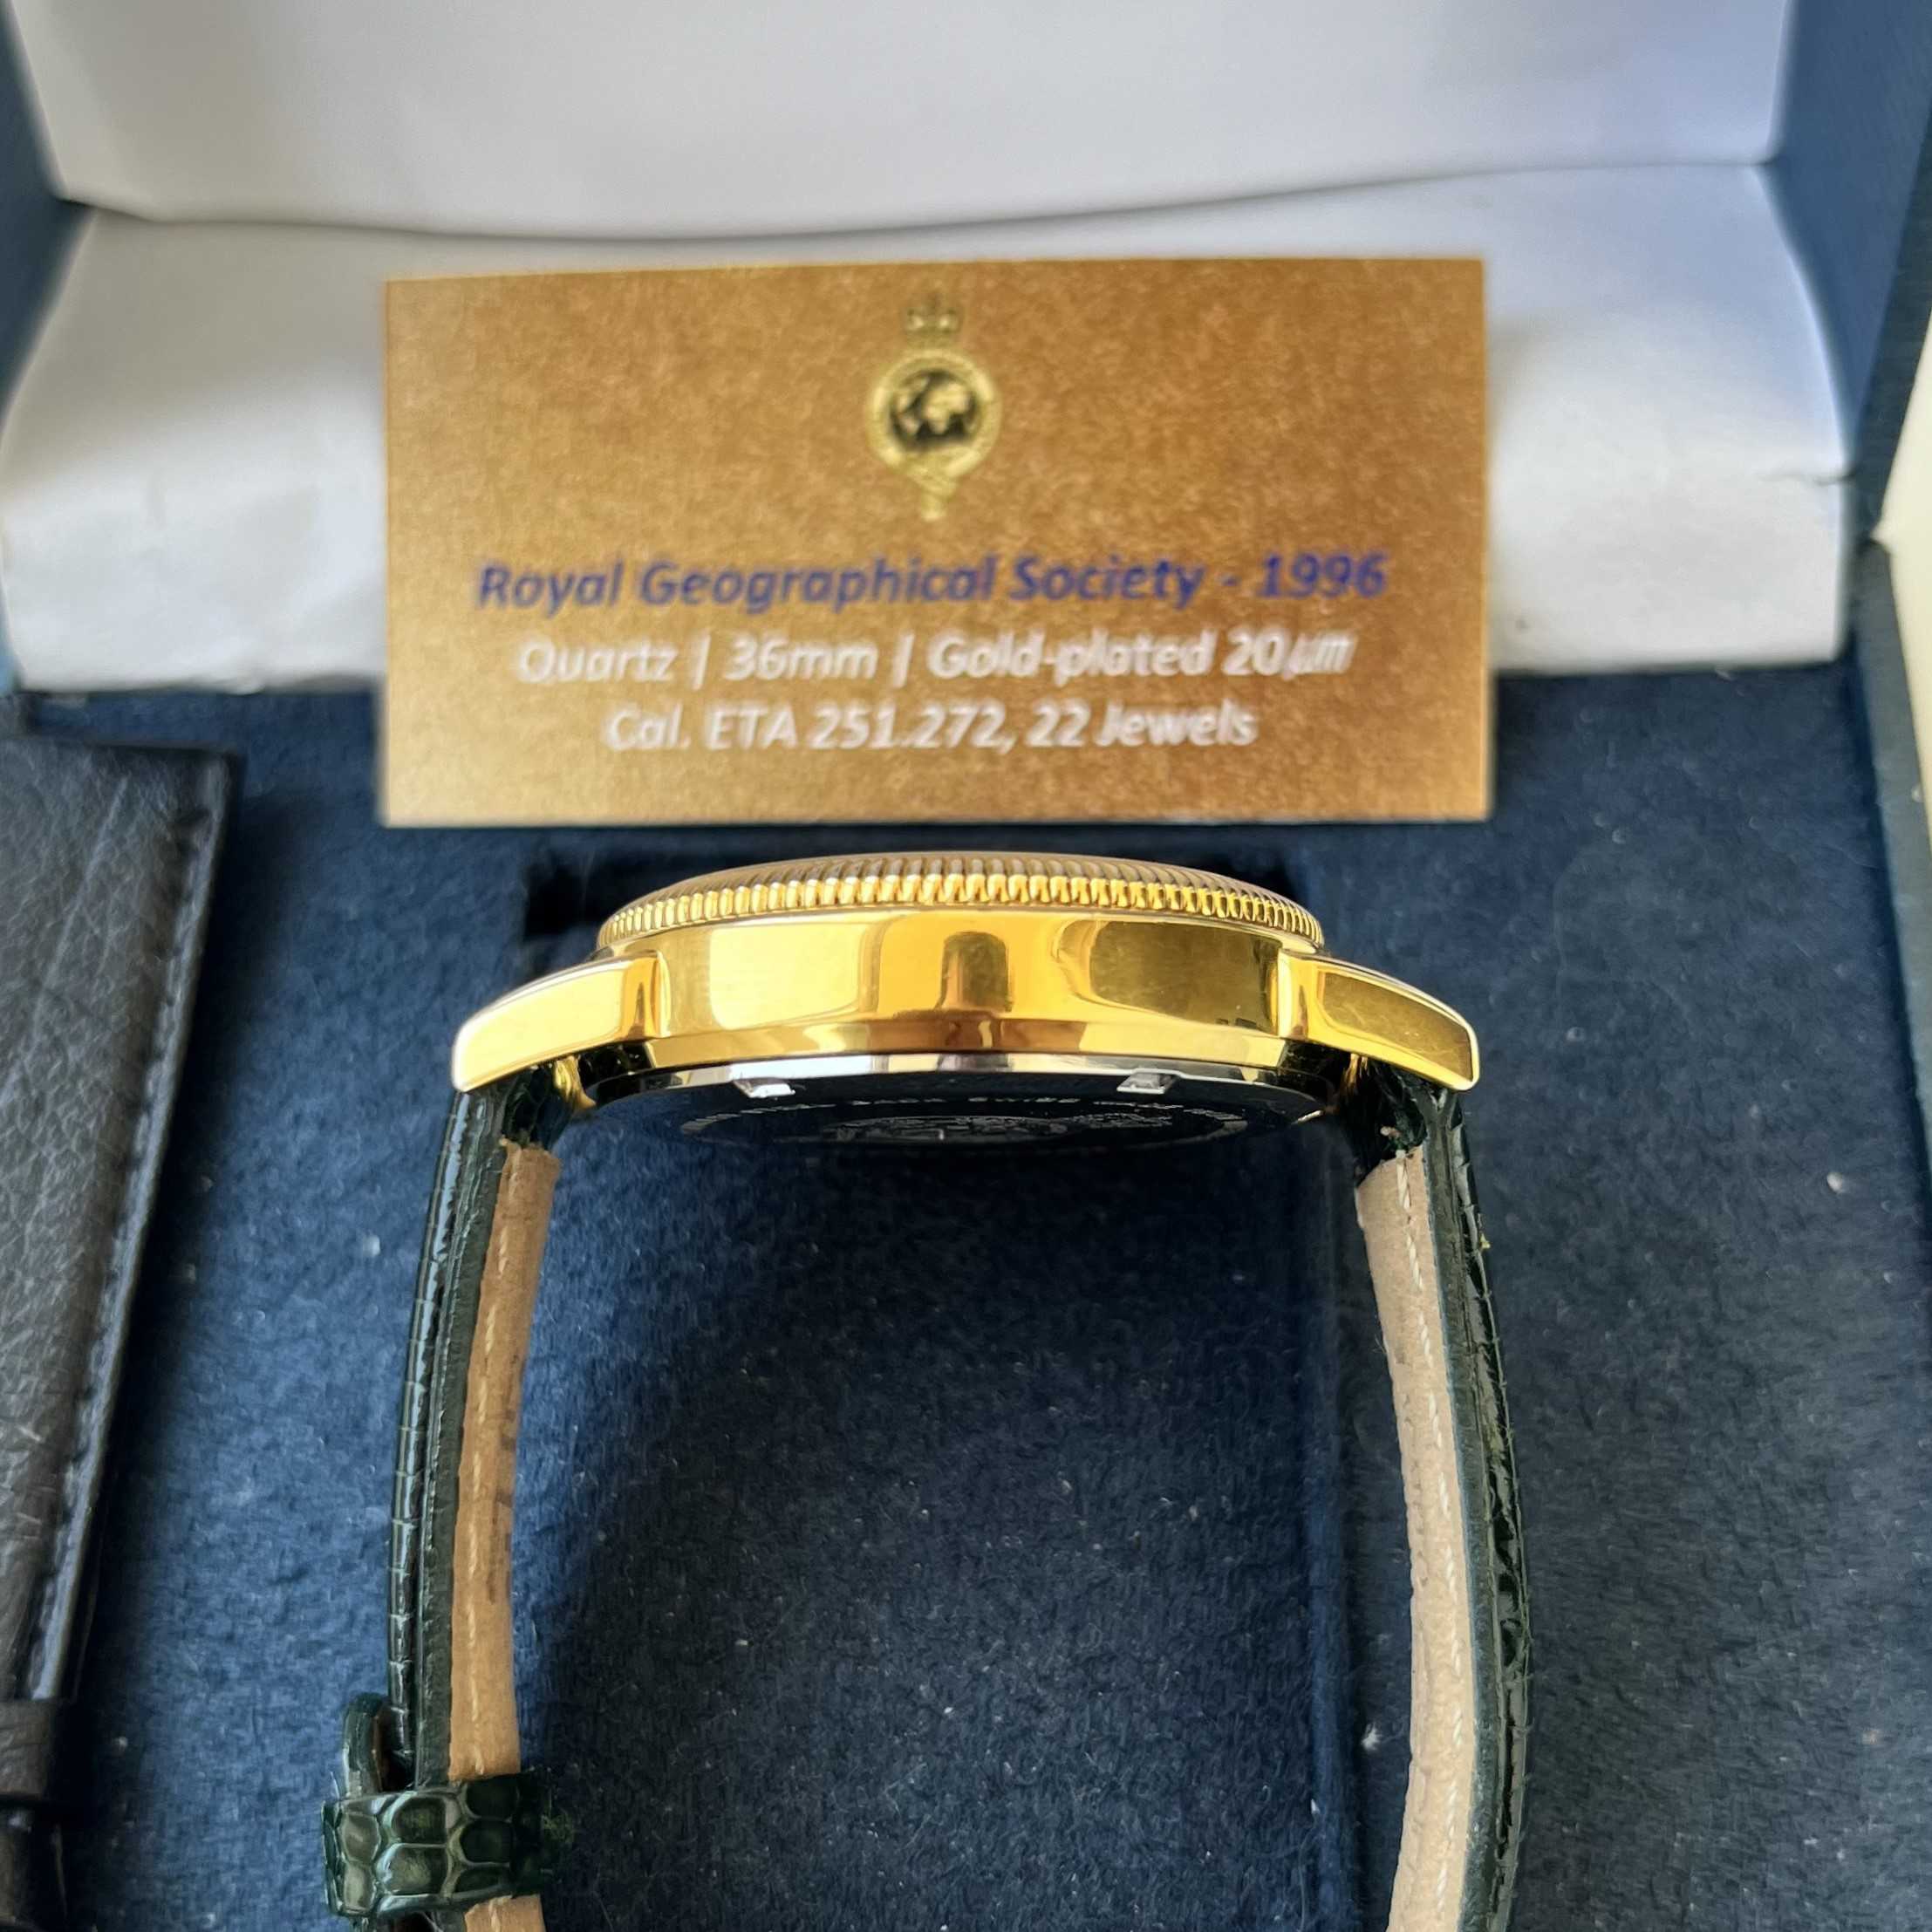 Royal Geographical Society - 1996
Quartz | 36mm | Gold-plated 20μm
Cal. ETA 251.272, 22 Jewels